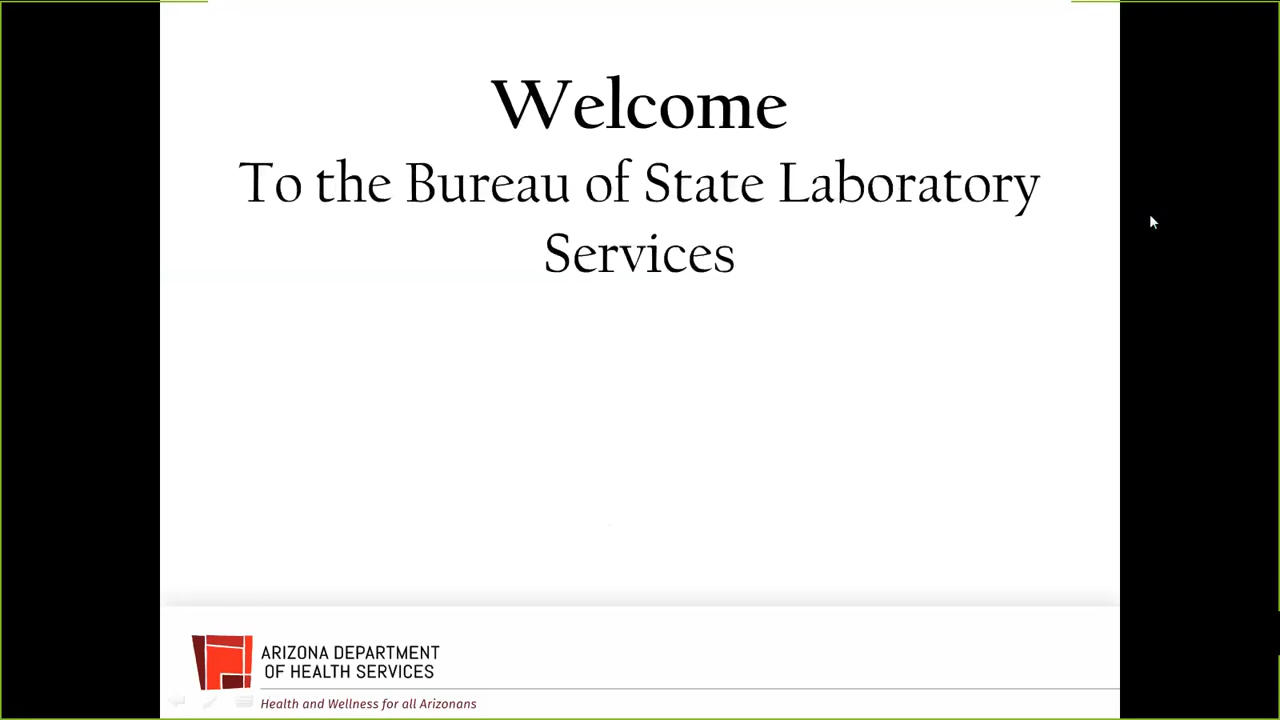 Welcome
To the Bureau of State Laboratory
Services
ARIZONA DEPARTMENT
OF HEALTH SERVICES
Health and Wellness for all Arizonans